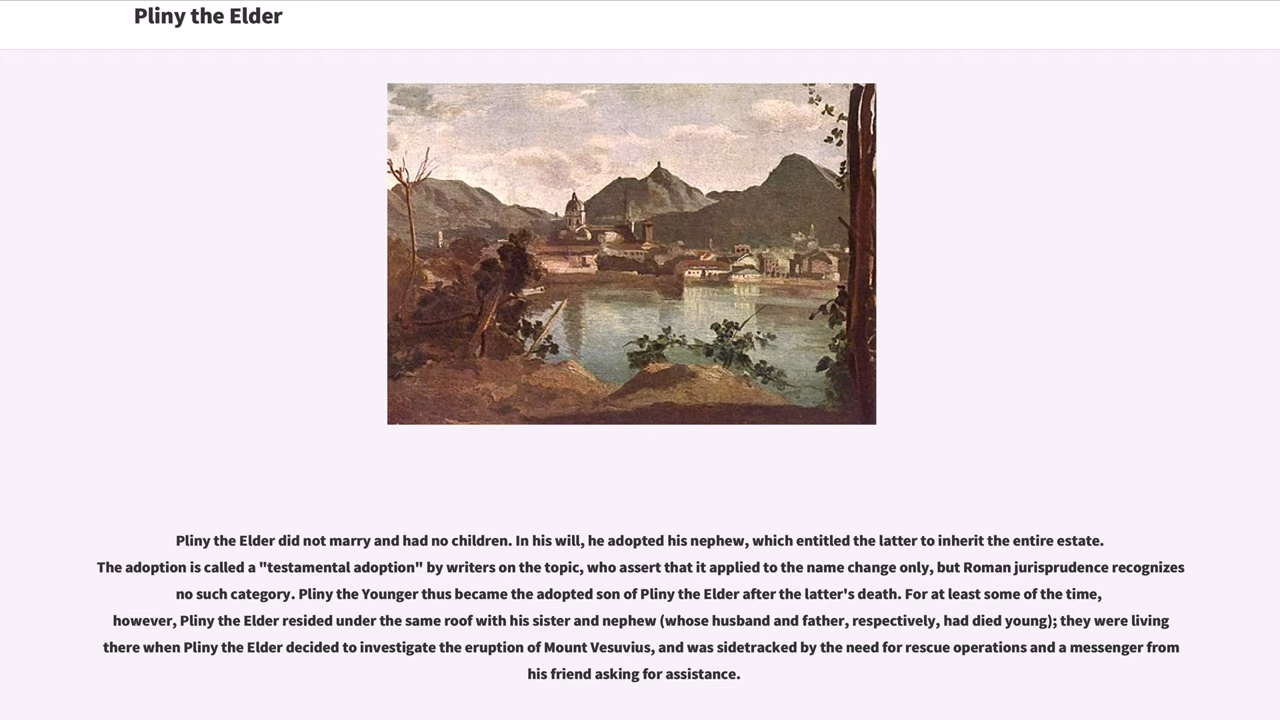 Pliny the Elder
Pliny the Elder did not marry and had no children. In his will, he adopted his nephew, which entitled the latter to inherit the entire estate.
The adoption is called a "testamental adoption" by writers on the topic, who assert that it applied to the name change only, but Roman jurisprudence recognizes
no such category. Pliny the Younger thus became the adopted son of Pliny the Elder after the latter's death. For at least some of the time,
however, Pliny the Elder resided under the same roof with his sister and nephew (whose husband and father, respectively, had died young); they were living
there when Pliny the Elder decided to investigate the eruption of Mount Vesuvius, and was sidetracked by the need for rescue operations and a messenger from
his friend asking for assistance.